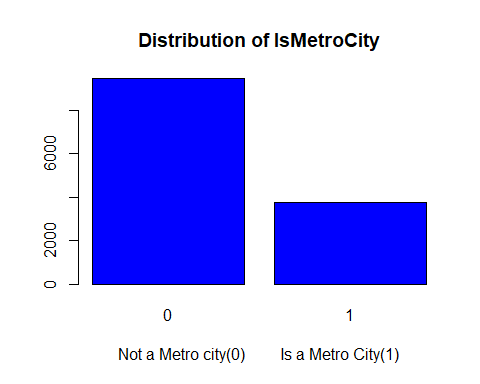 Distribution of IsMetroCity
6000
2000
0
0 1
Not a Metro city(0) Is a Metro City(1)